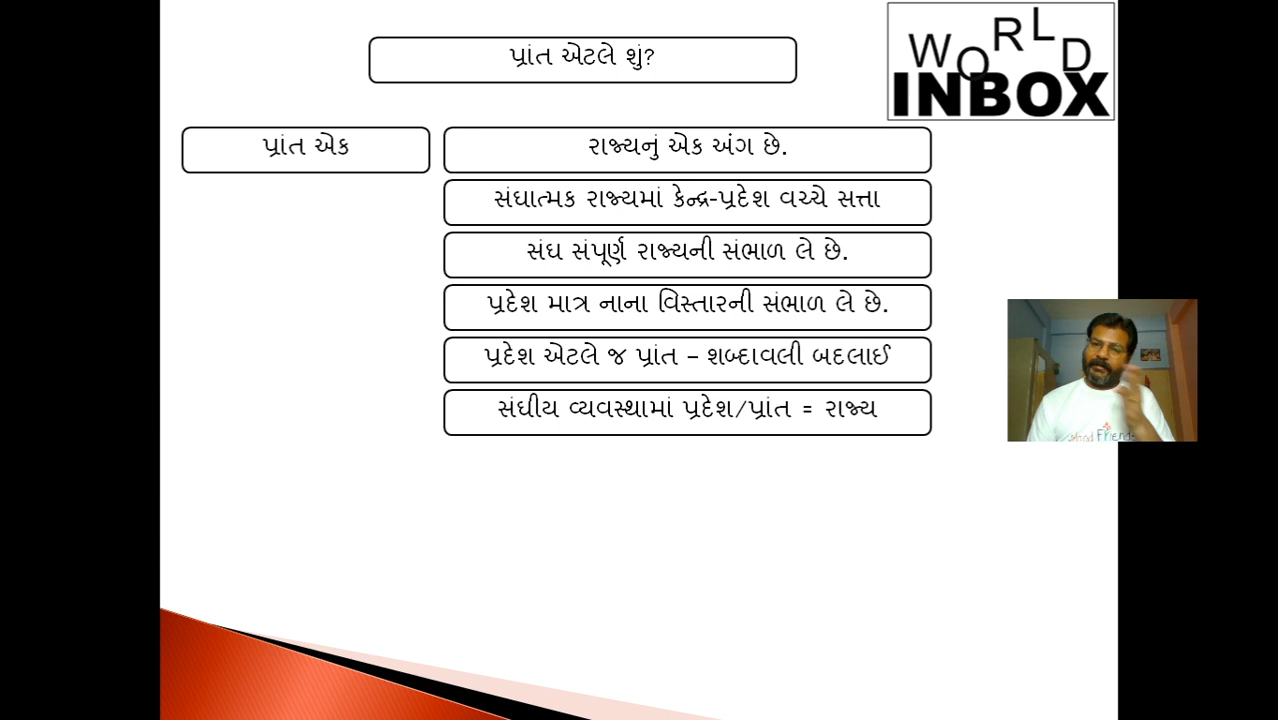 પ્રાંત એટલે શું?
WORLD
INBOX
પ્રાંત એક
રાજ્યનું એક અંગ છે.
સંઘાત્મક રાજ્યમાં કેન્દ્ર-પ્રદેશ વચ્ચે સત્તા
સંઘ સંપૂર્ણ રાજ્યની સંભાળ લે છે.
પ્રદેશ માત્ર નાના વિસ્તારની સંભાળ લે છે.
પ્રદેશ એટલે જ પ્રાંત – શબ્દાવલી બદલાઈ
સંઘીય વ્યવસ્થામાં પ્રદેશ/પ્રાંત = રાજ્ય